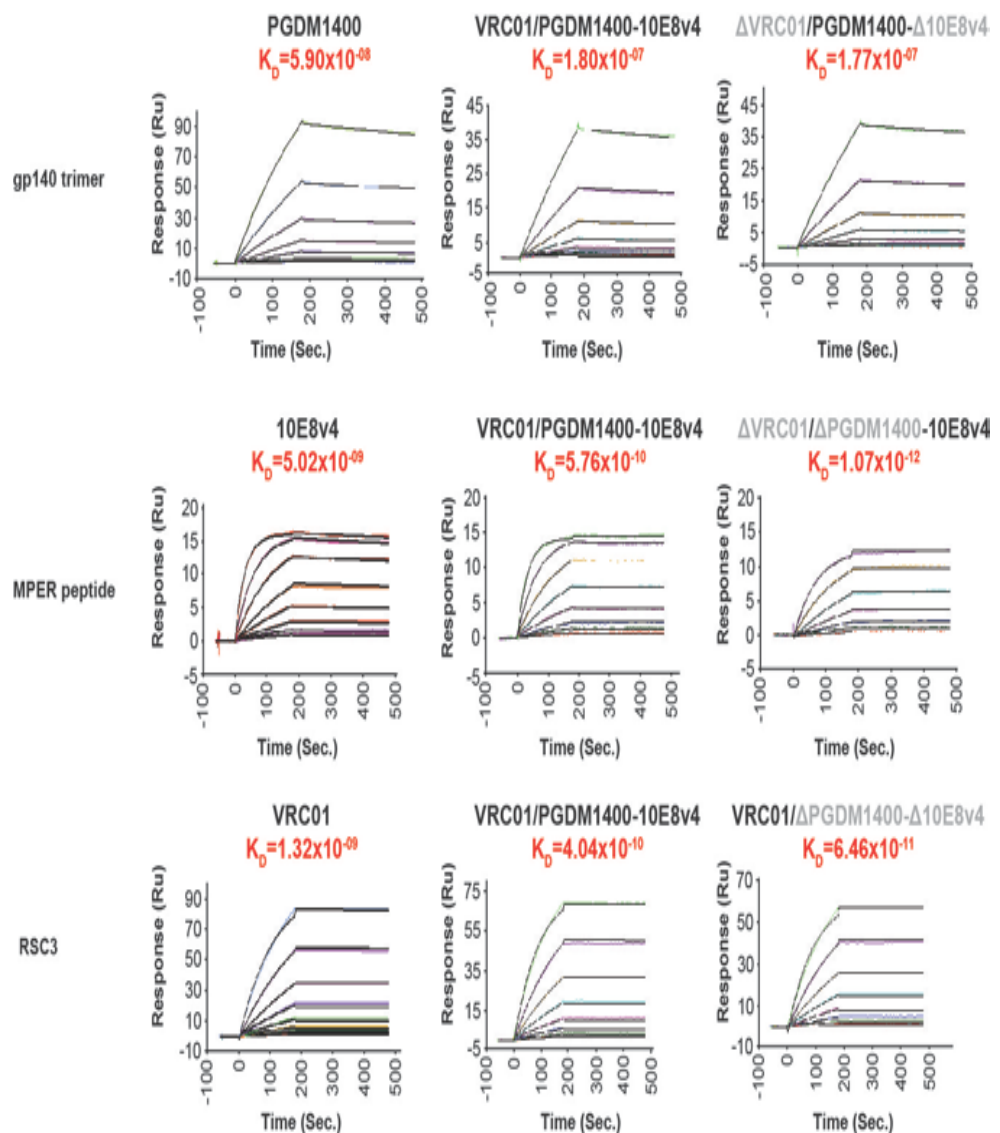 PGDM1400
VRC01/PGDM1400-10E8v4
ΔVRC01/PGDM1400-Δ10E8v4
K_D=5.90x10^-08
K_D=1.80x10^-07
K_D=1.77x10^-07
gp140 trimer
Response (Ru)
90
70
50
30
10
-10
-100
0
100
200
300
400
500
Time (Sec.)
Response (Ru)
45
35
25
15
5
-5
-100
0
100
200
300
400
500
Time (Sec.)
Response (Ru)
45
35
25
15
5
--5
-100
0
100
200
300
400
500
Time (Sec.)
10E8v4
VRC01/PGDM1400-10E8v4
ΔVRC01/ΔPGDM1400-10E8v4
K_D=5.02x10^-09
K_D=5.76x10^-10
K_D=1.07x10^-12
MPER peptide
Response (Ru)
20
15
10
5
0
-5
-100
0
100
200
300
400
500
Time (Sec.)
Response (Ru)
20
15
10
5
0
-5
-100
0
100
200
300
400
500
Time (Sec.)
Response (Ru)
20
15
10
5
0
-5
-100
0
100
200
300
400
500
Time (Sec.)
VRC01
VRC01/PGDM1400-10E8v4
VRC01/ΔPGDM1400-Δ10E8v4
K_D=1.32x10^-09
K_D=4.04x10^-10
K_D=6.46x10^-11
RSC3
Response (Ru)
90
70
50
30
10
-10
-100
0
100
200
300
400
500
Time (Sec.)
Response (Ru)
75
55
35
15
-5
-100
0
100
200
300
400
500
Time (Sec.)
Response (Ru)
70
50
30
10
-10
-100
0
100
200
300
400
500
Time (Sec.)